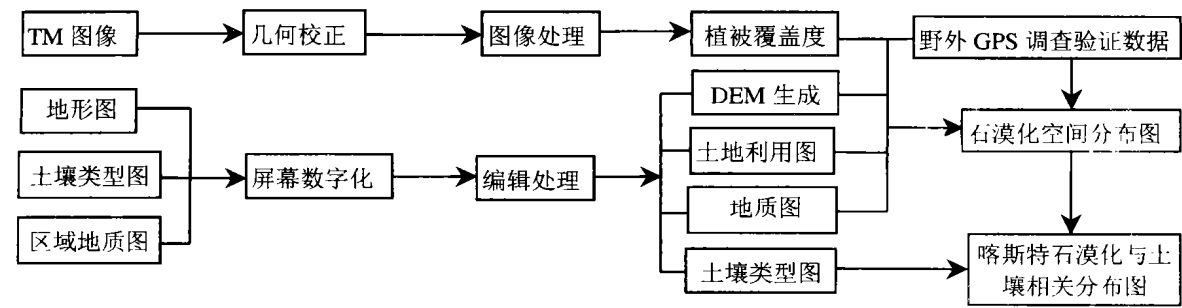 TM 图像
几何校正
图像处理
植被覆盖度
野外 GPS 调查验证数据
地形图
DEM 生成
土地利用图
石漠化空间分布图
土壤类型图
屏幕数字化
编辑处理
地质图
区域地质图
土壤类型图
喀斯特石漠化与土
壤相关分布图